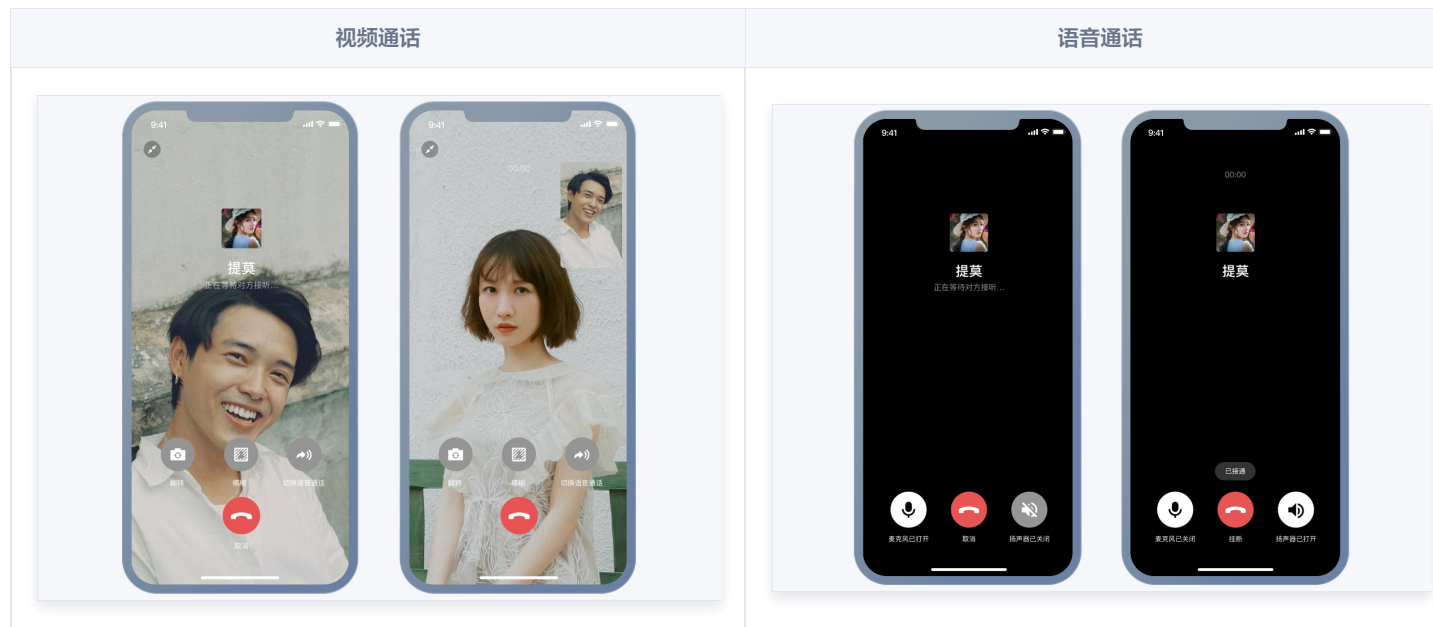 视频通话
语音通话
9:41
提莫
正在等待对方接听...
翻转
模糊
切换语音通话
取消
9:41
00:00
翻转
模糊
切换语音通话
9:41
提莫
正在等待对方接听...
麦克风已打开
取消
扬声器已关闭
9:41
00:00
提莫
已接通
麦克风已关闭
挂断
扬声器已打开